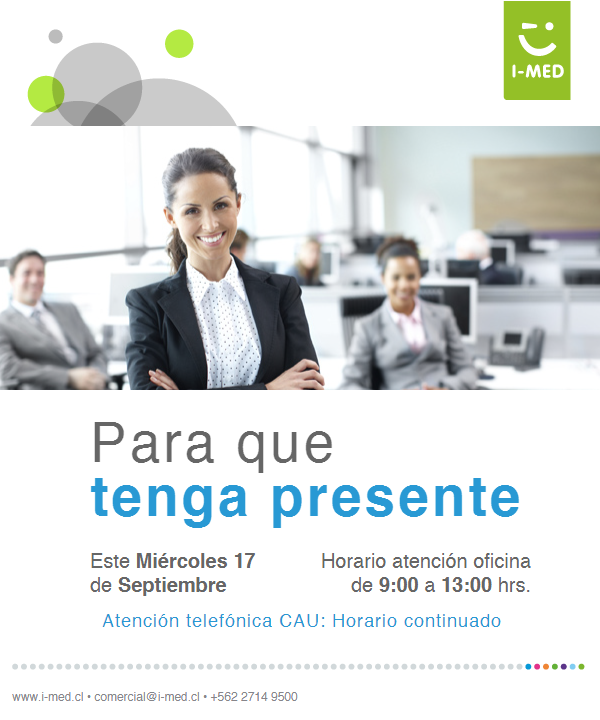 I-MED
Para que
tenga presente
Este Miércoles 17
de Septiembre
Horario atención oficina
de 9:00 a 13:00 hrs.
Atención telefónica CAU: Horario continuado
www.i-med.cl • comercial@i-med.cl • +562 2714 9500